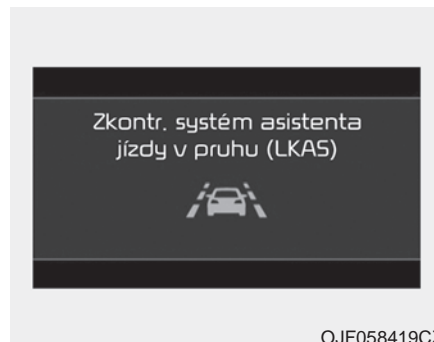 Zkontr. systém asistenta
jízdy v pruhu (LKAS)